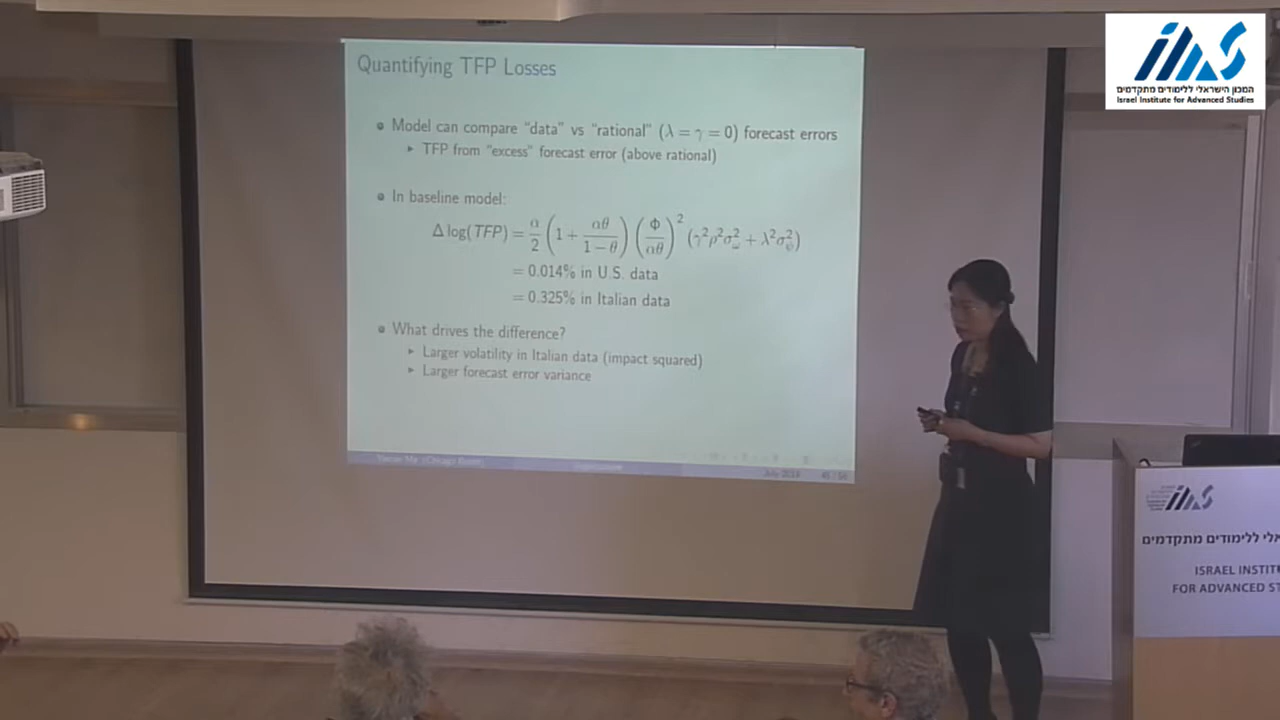 Quantifying TFP Losses
Model can compare “data” vs “rational” (λ = γ = 0) forecast errors
TFP from “excess” forecast error (above rational)
In baseline model:
Δ log(TFP) = α/2 (1 + αθ/(1 − θ)) (Φ/αθ)² (γ²ρ²σ²ω + λ²σ²ψ)
= 0.014% in U.S. data
= 0.325% in Italian data
What drives the difference?
Larger volatility in Italian data (impact squared)
Larger forecast error variance
July 2019
המכון הישראלי ללימודים מתקדמים
Israel Institute for Advanced Studies
ללימודים מתקדמים
ISRAEL
FOR ADVANCED